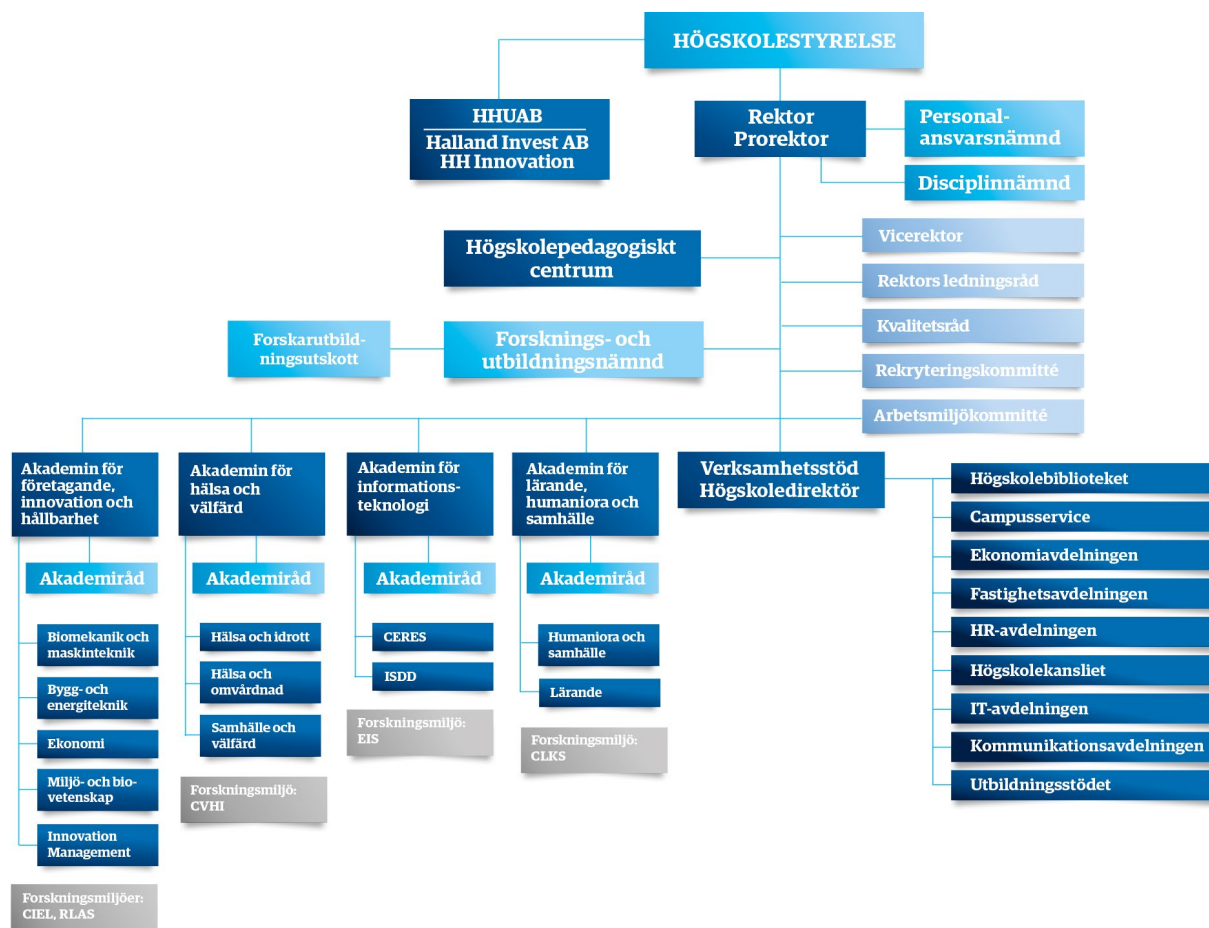 HÖGSKOLESTYRELSE
HHUAB
Halland Invest AB
HH Innovation
Rektor
Prorektor
Personal-
ansvarsnämnd
Disciplinnämnd
Vicerektor
Högskolepedagogiskt
centrum
Rektors ledningsråd
Kvalitetsråd
Forskarutbild-
ningsutskott
Forsknings- och
utbildningsnämnd
Rekryteringskommitté
Arbetsmiljökommitté
Akademin för
företagande,
innovation och
hållbarhet
Akademiråd
Biomekanik och
maskinteknik
Bygg- och
energiteknik
Ekonomi
Miljö- och bio-
vetenskap
Innovation
Management
Forskningsmiljöer:
CIEL, RLAS
Akademin för
hälsa och
välfärd
Akademiråd
Hälsa och idrott
Hälsa och
omvårdnad
Samhälle och
välfärd
Forskningsmiljö:
CVHI
Akademin för
informations-
teknologi
Akademiråd
CERES
ISDD
Forskningsmiljö:
EIS
Akademin för
lärande,
humaniora och
samhälle
Akademiråd
Humaniora och
samhälle
Lärande
Forskningsmiljö:
CLKS
Verksamhetsstöd
Högskoledirektör
Högskolebiblioteket
Campusservice
Ekonomiavdelningen
Fastighetsavdelningen
HR-avdelningen
Högskolekansliet
IT-avdelningen
Kommunikationsavdelningen
Utbildningsstödet